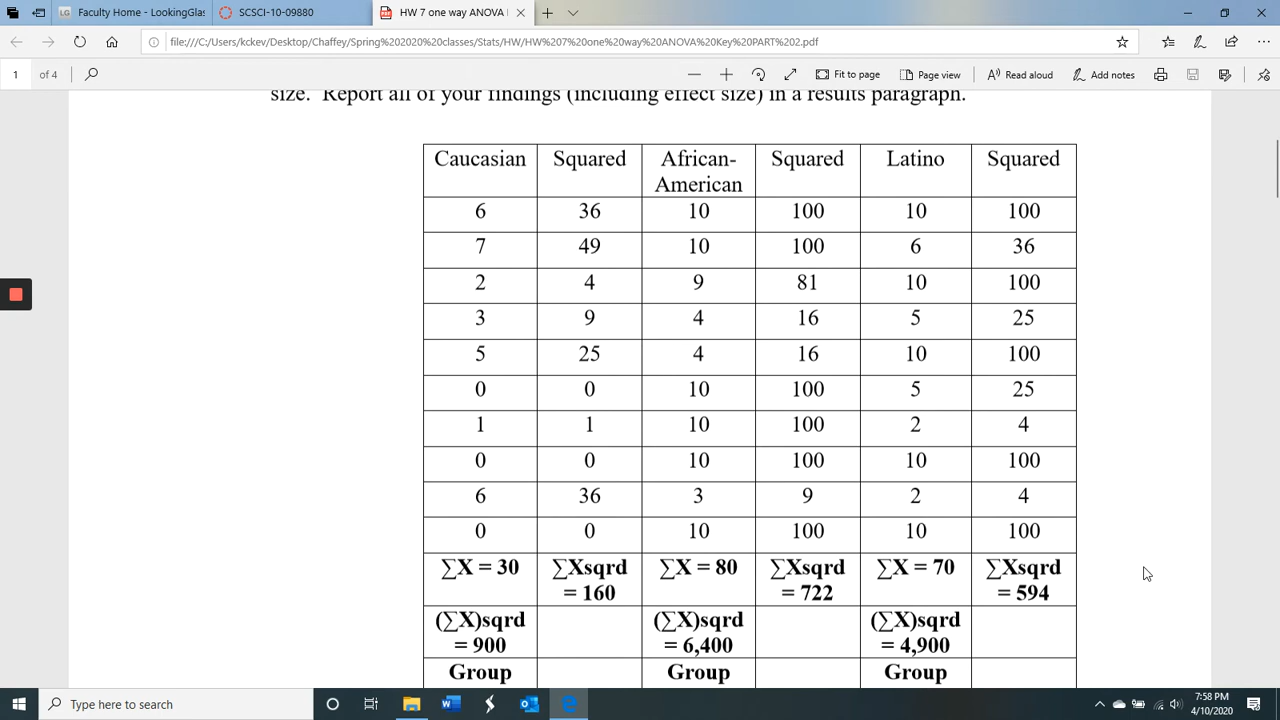 Faculty Home - LookingGlas
SCSCI-10-09880
HW 7 one way ANOVA
file:///C:/Users/kckev/Desktop/Chaffey/Spring%202020%20classes/Stats/HW/HW%207%20one%20way%20ANOVA%20Key%20PART%202.pdf
1 of 4
Fit to page
Page view
Read aloud
Add notes
size. Report all of your findings (including effect size) in a results paragraph.
Caucasian Squared African- Squared Latino Squared
American
6 36 10 100 10 100
7 49 10 100 6 36
2 4 9 81 10 100
3 9 4 16 5 25
5 25 4 16 10 100
0 0 10 100 5 25
1 1 10 100 2 4
0 0 10 100 10 100
6 36 3 9 2 4
0 0 10 100 10 100
∑X = 30 ∑Xsqrd ∑X = 80 ∑Xsqrd ∑X = 70 ∑Xsqrd
= 160 = 722 = 594
(∑X)sqrd (∑X)sqrd (∑X)sqrd
= 900 = 6,400 = 4,900
Group Group Group
Type here to search
7:58 PM
4/10/2020